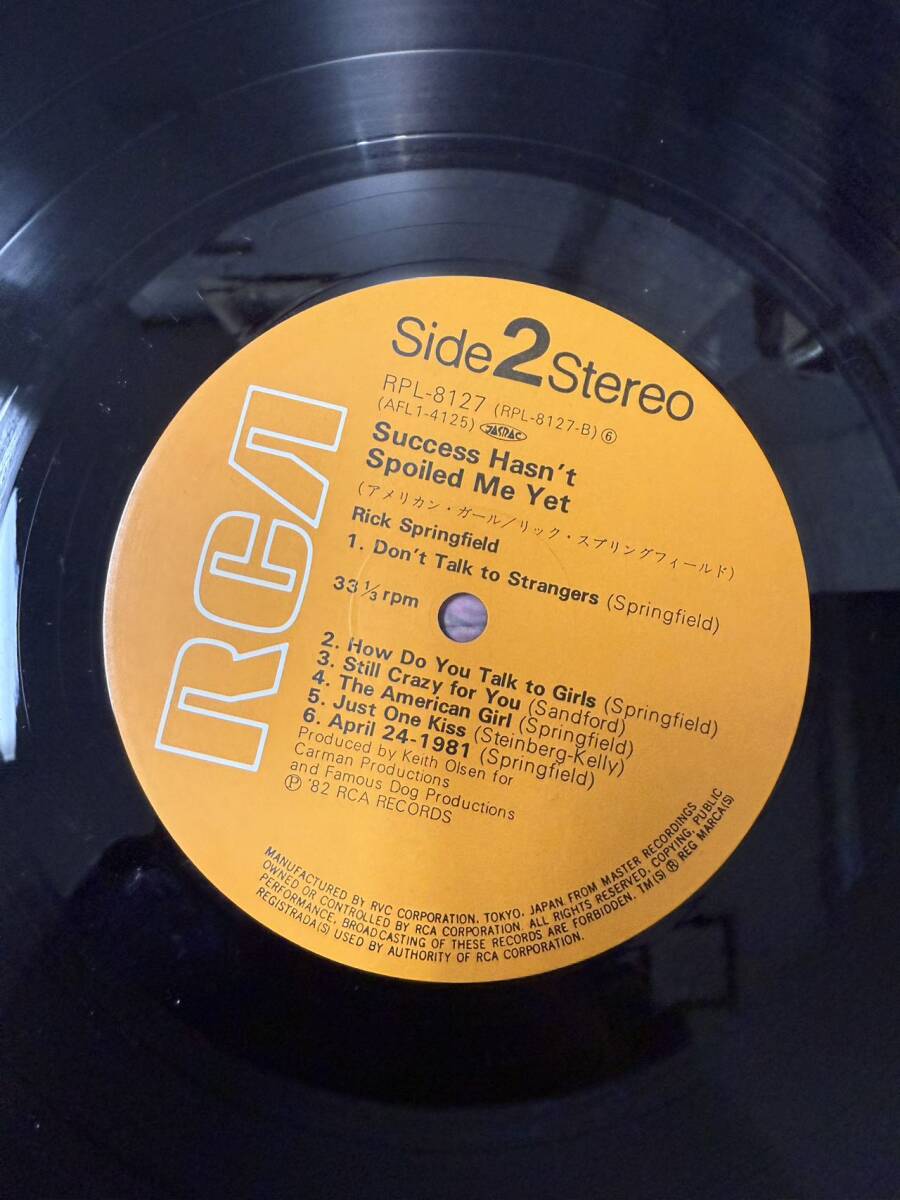 RCA
Side 2 Stereo
RPL-8127 (RPL-8127-B) ⑥
(AFL1-4125) JASRAC
Success Hasn't
Spoiled Me Yet
(アメリカン・ガール/リック・スプリングフィールド)
Rick Springfield
1. Don't Talk to Strangers (Springfield)
33 1/3 rpm
2. How Do You Talk to Girls (Springfield)
3. Still Crazy for You (Sandford)
4. The American Girl (Springfield)
5. Just One Kiss (Steinberg-Kelly)
6. April 24-1981 (Springfield)
Produced by Keith Olsen for
Carman Productions
and Famous Dog Productions
Ⓟ '82 RCA RECORDS
MANUFACTURED BY RVC CORPORATION, TOKYO, JAPAN FROM MASTER RECORDINGS
OWNED OR CONTROLLED BY RCA CORPORATION. ALL RIGHTS RESERVED, COPYING, PUBLIC
PERFORMANCE, BROADCASTING OF THESE RECORDS ARE FORBIDDEN. TM(S) ® REG MARCA(S)
REGISTRADA(S) USED BY AUTHORITY OF RCA CORPORATION.